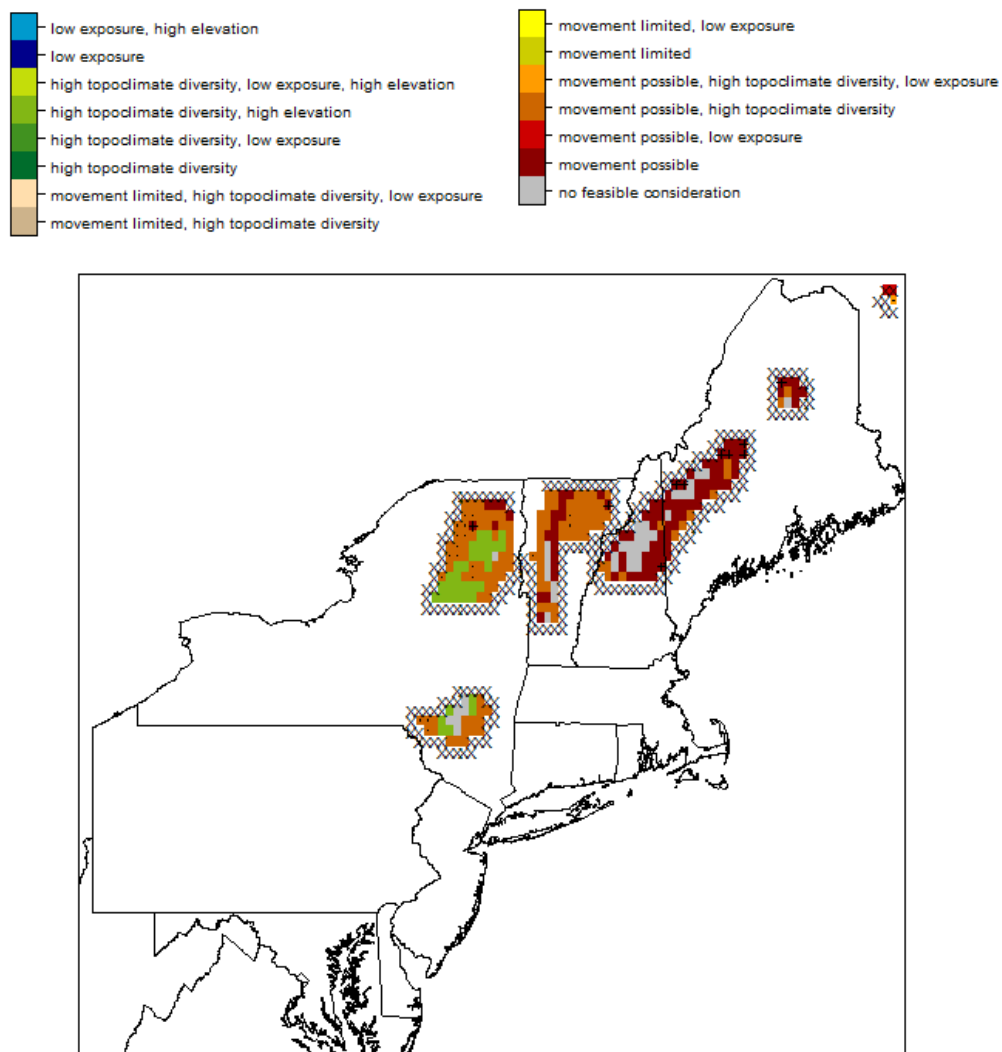 low exposure, high elevation
low exposure
high topoclimate diversity, low exposure, high elevation
high topoclimate diversity, high elevation
high topoclimate diversity, low exposure
high topoclimate diversity
movement limited, high topoclimate diversity, low exposure
movement limited, high topoclimate diversity
movement limited, low exposure
movement limited
movement possible, high topoclimate diversity, low exposure
movement possible, high topoclimate diversity
movement possible, low exposure
movement possible
no feasible consideration